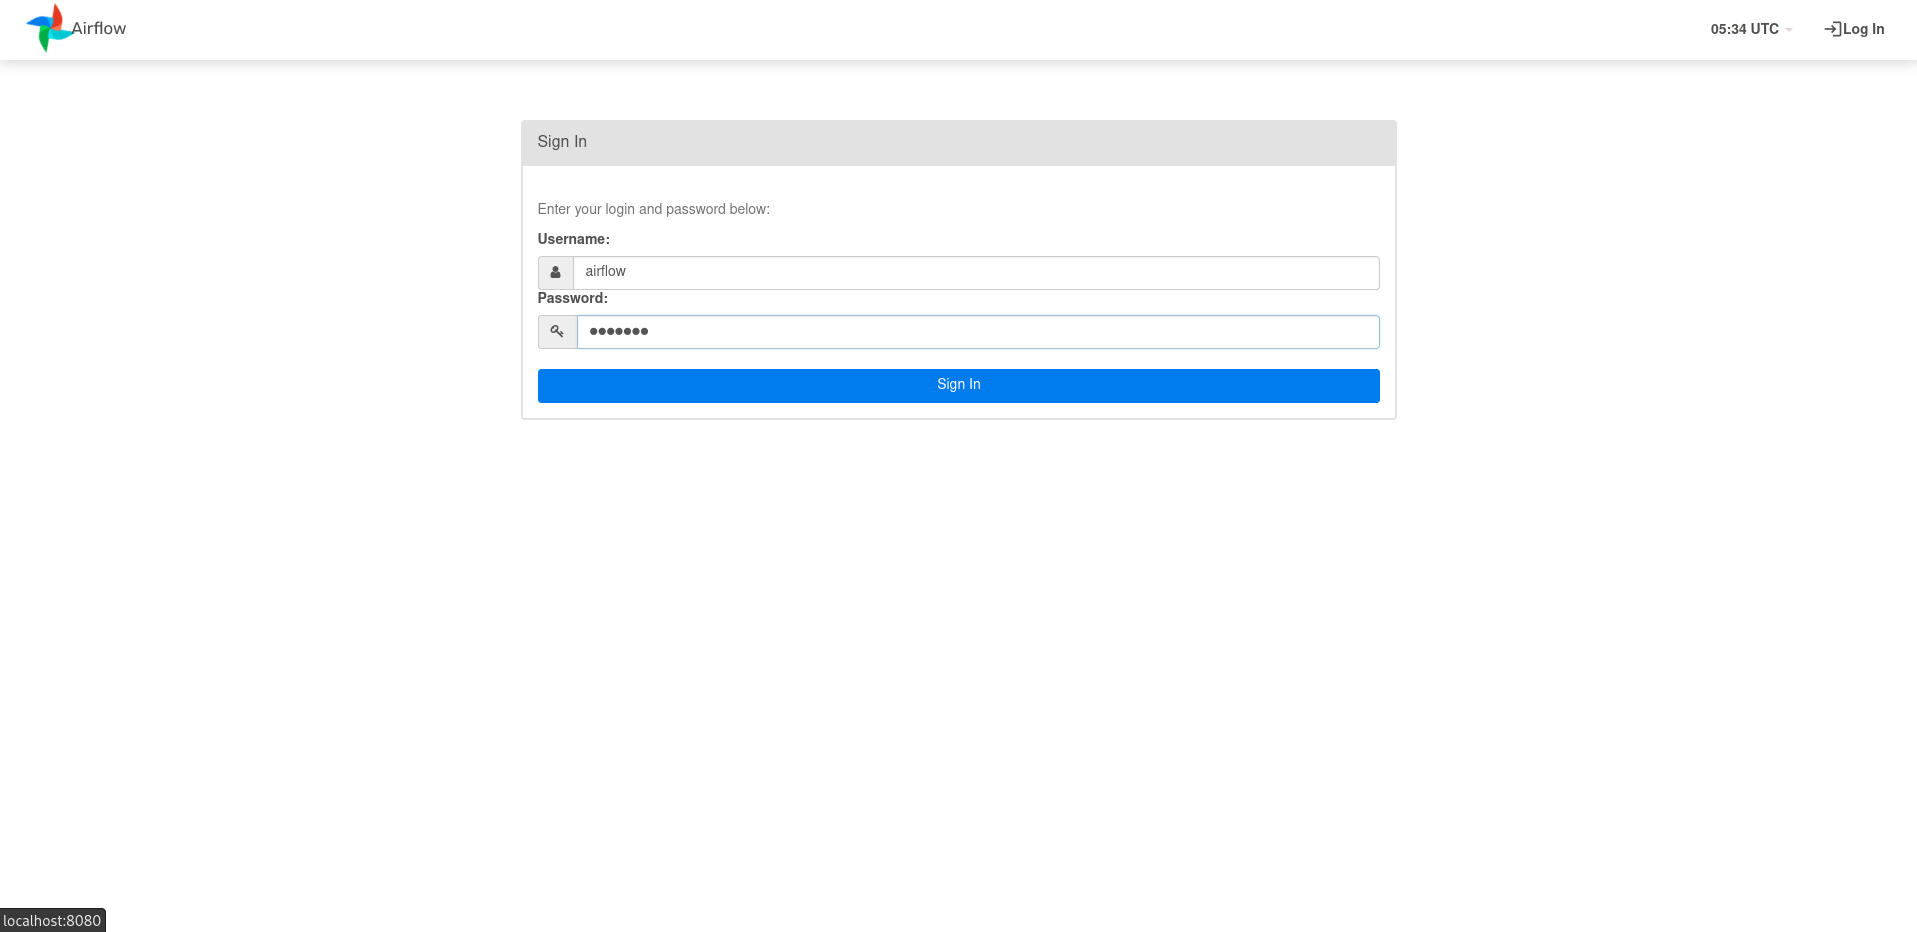 Airflow
05:34 UTC
Log In
Sign In
Enter your login and password below:
Username:
airflow
Password:
●●●●●●●
Sign In
localhost:8080